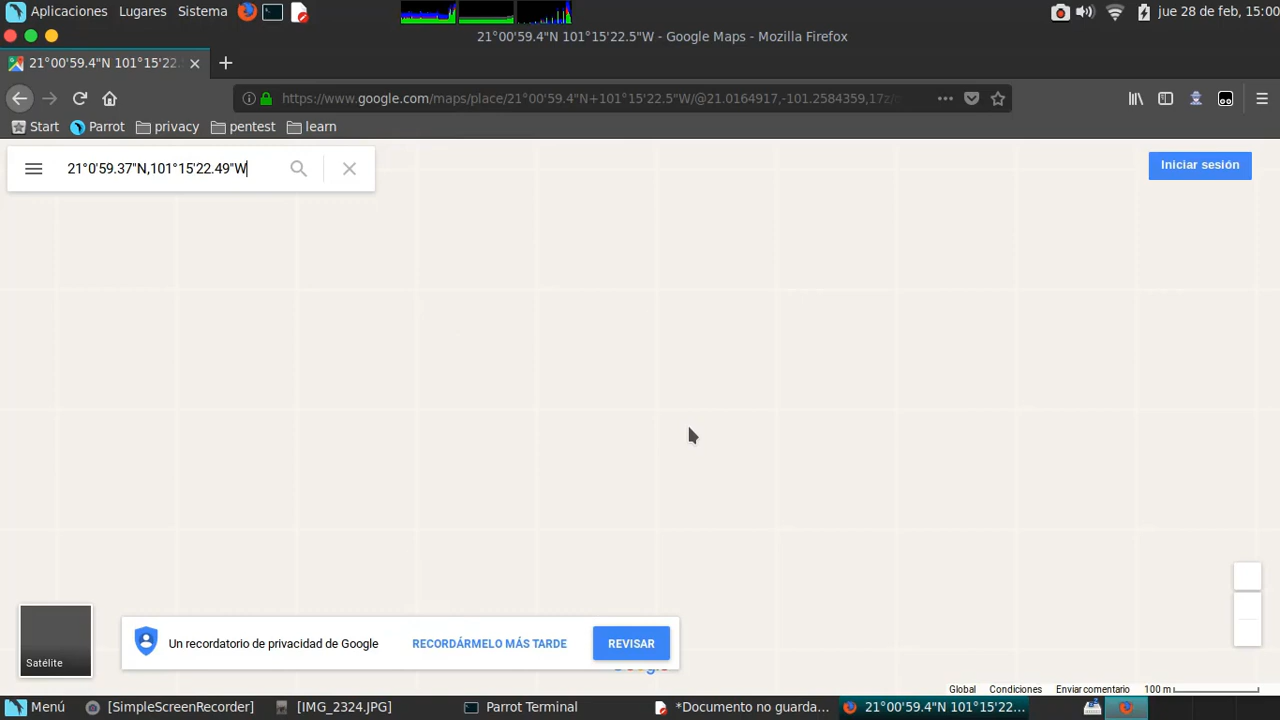 Aplicaciones Lugares Sistema jue 28 de feb, 15:00
21°00'59.4"N 101°15'22.5"W - Google Maps - Mozilla Firefox
21°00'59.4"N 101°15'22.
https://www.google.com/maps/place/21°00'59.4"N+101°15'22.5"W/@21.0164917,-101.2584359,17z/
Start Parrot privacy pentest learn
21°0'59.37"N,101°15'22.49"W
Iniciar sesión
Un recordatorio de privacidad de Google RECORDÁRMELO MÁS TARDE REVISAR
Satélite
Google
Global Condiciones Enviar comentario 100 m
Menú [SimpleScreenRecorder] [IMG_2324.JPG] Parrot Terminal *Documento no guarda... 21°00'59.4"N 101°15'22...